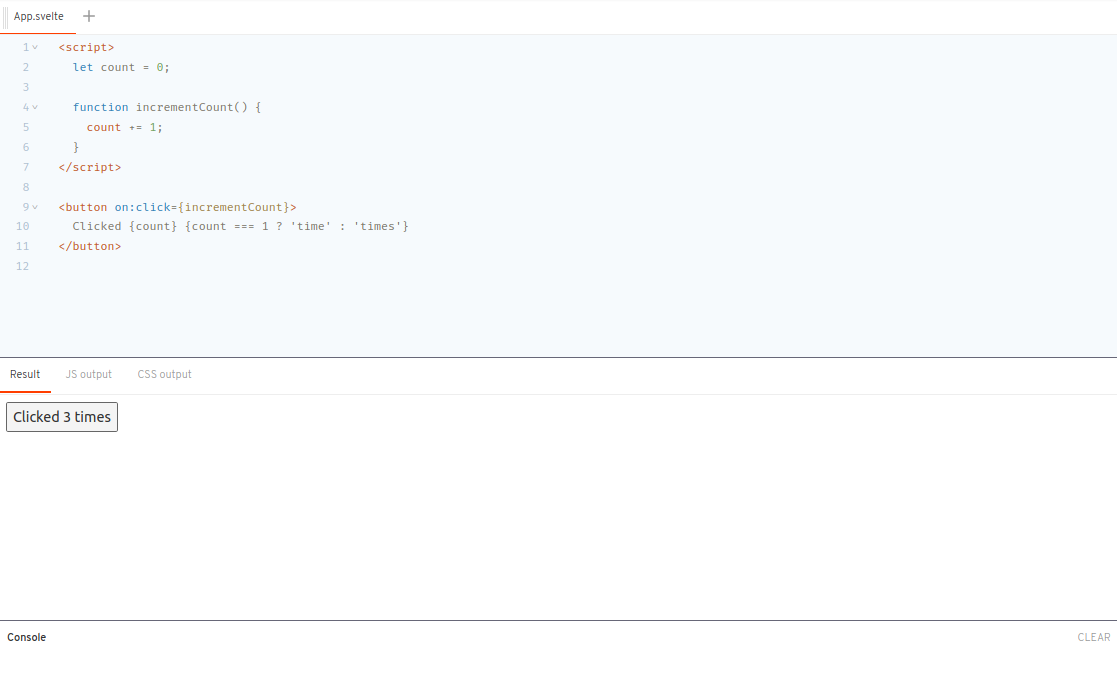 App.svelte
1 <script>
2 let count = 0;
3
4 function incrementCount() {
5 count += 1;
6 }
7 </script>
8
9 <button on:click={incrementCount}>
10 Clicked {count} {count === 1 ? 'time' : 'times'}
11 </button>
12
Result JS output CSS output
Clicked 3 times
Console CLEAR